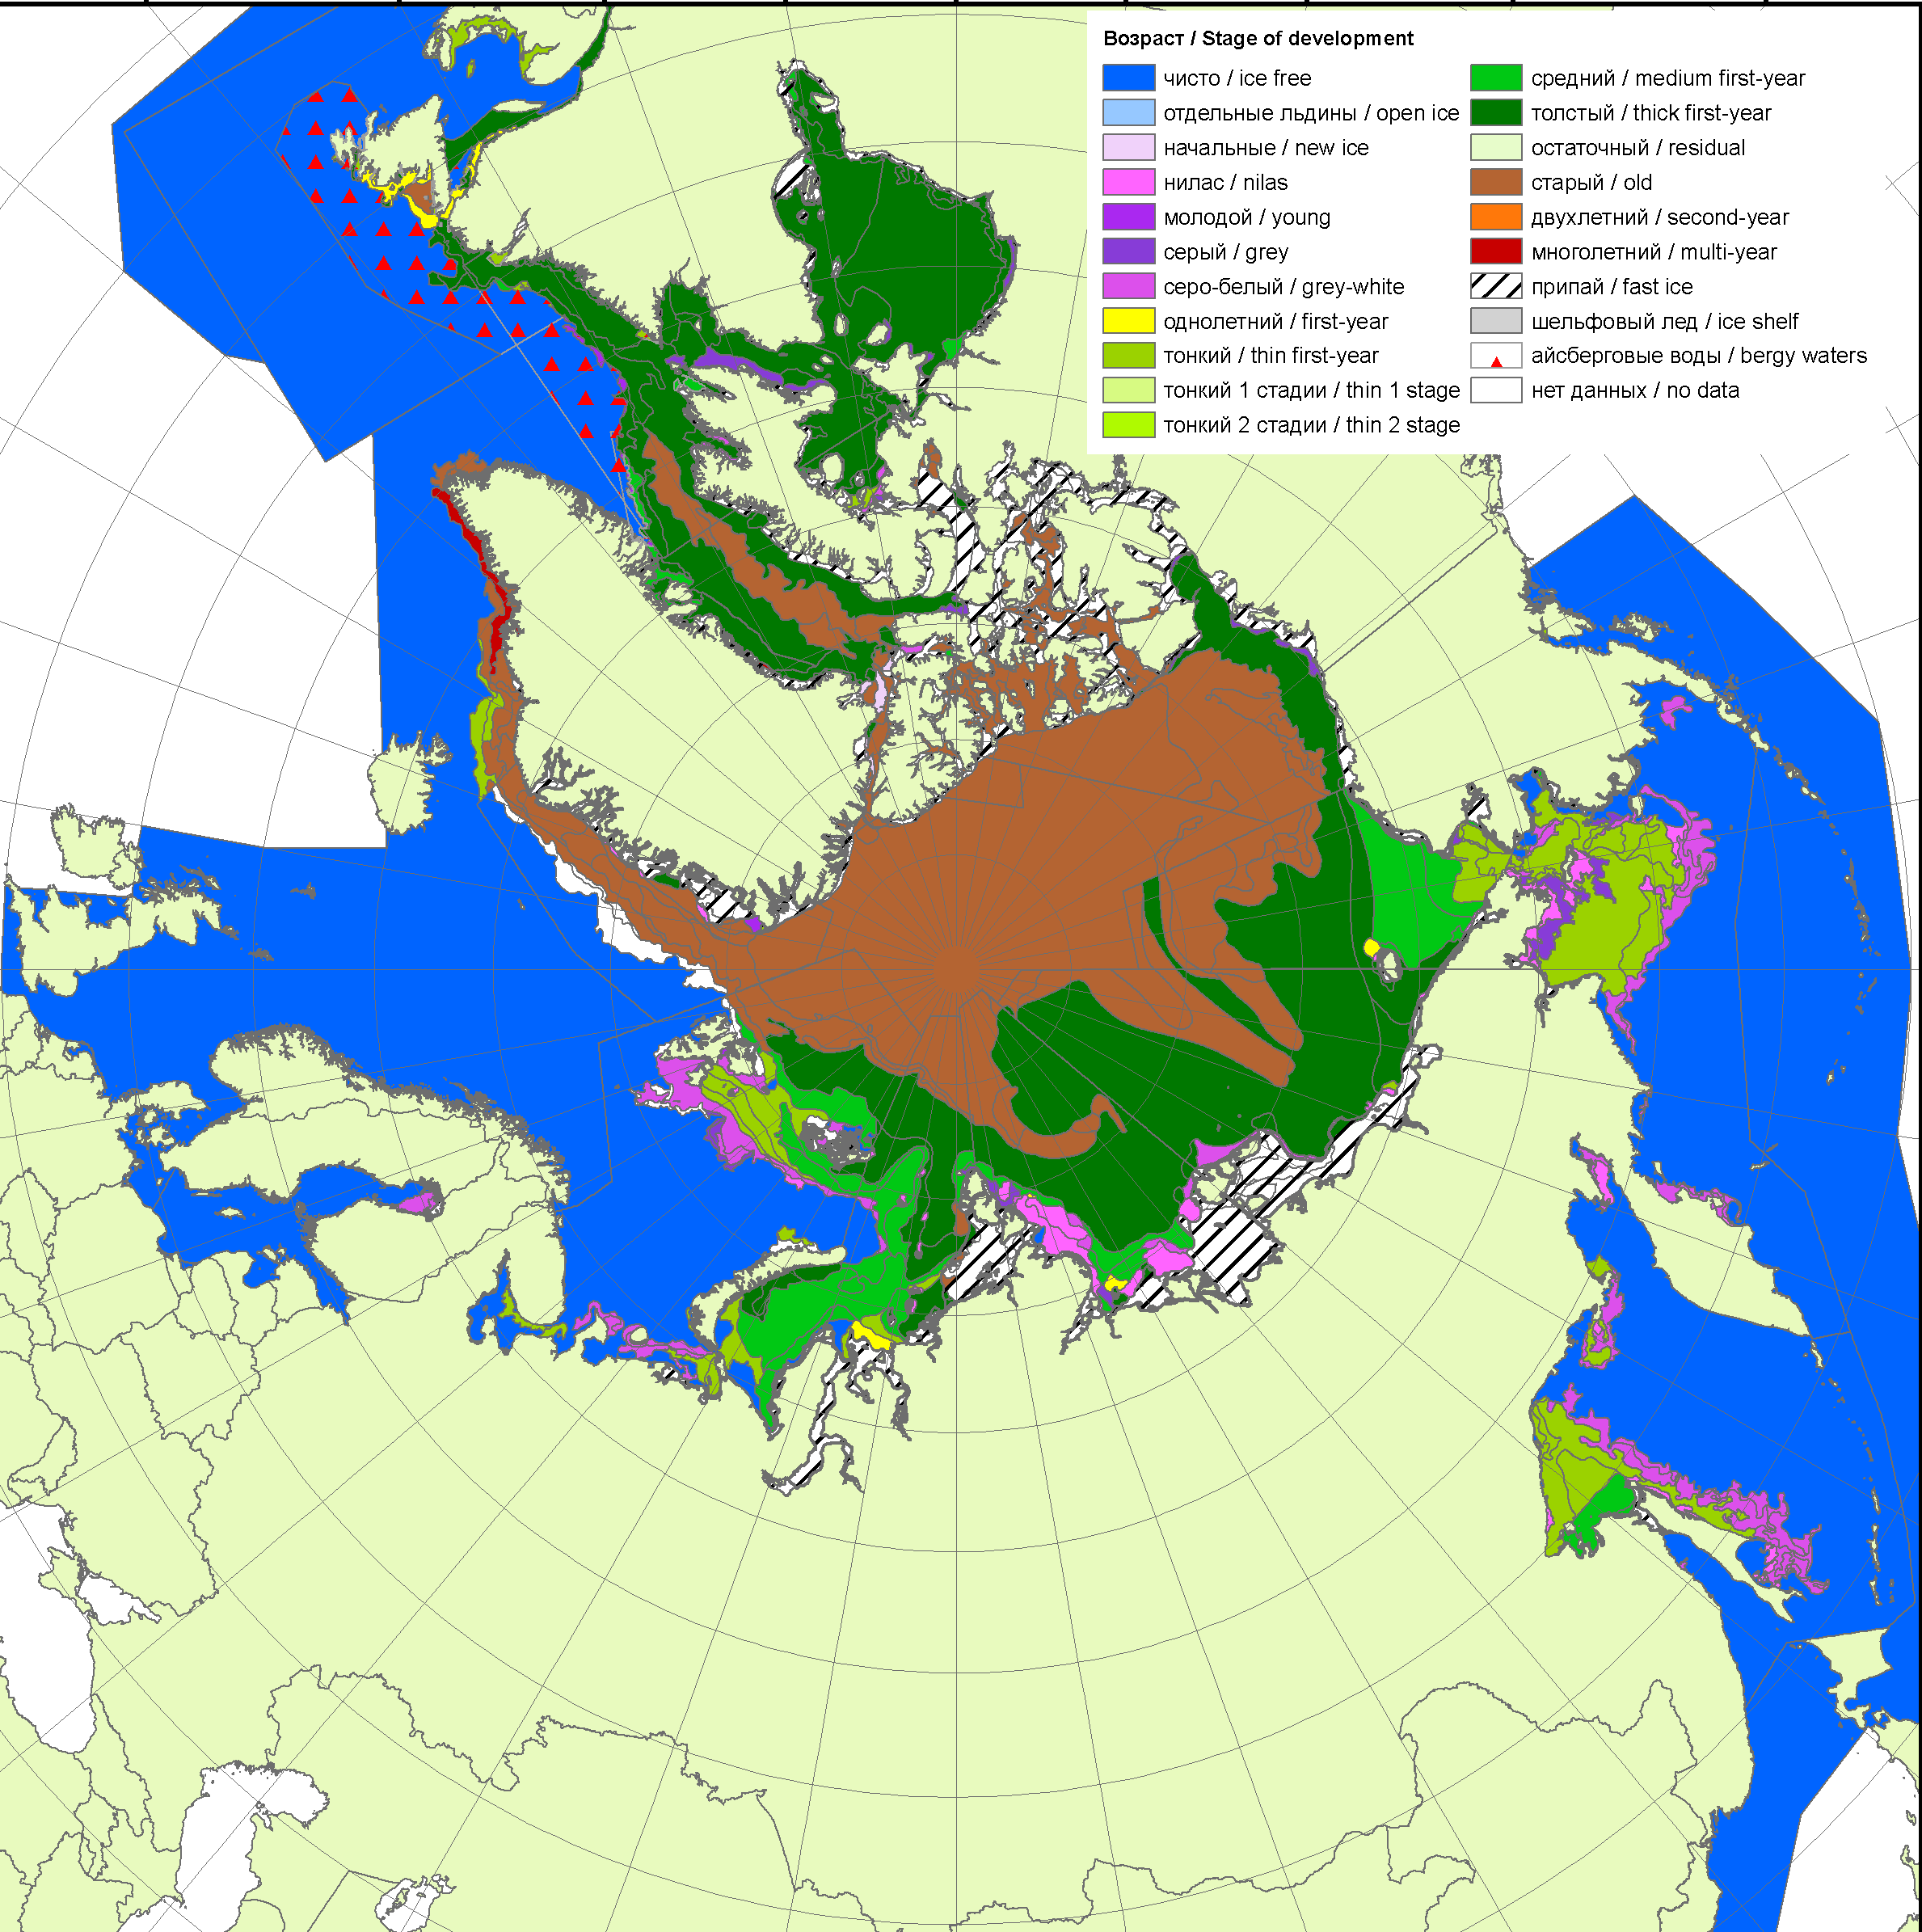 Возраст / Stage of development
чисто / ice free
отдельные льдины / open ice
начальные / new ice
нилас / nilas
молодой / young
серый / grey
серо-белый / grey-white
однолетний / first-year
тонкий / thin first-year
тонкий 1 стадии / thin 1 stage
тонкий 2 стадии / thin 2 stage
средний / medium first-year
толстый / thick first-year
остаточный / residual
старый / old
двухлетний / second-year
многолетний / multi-year
припай / fast ice
шельфовый лед / ice shelf
айсберговые воды / bergy waters
нет данных / no data